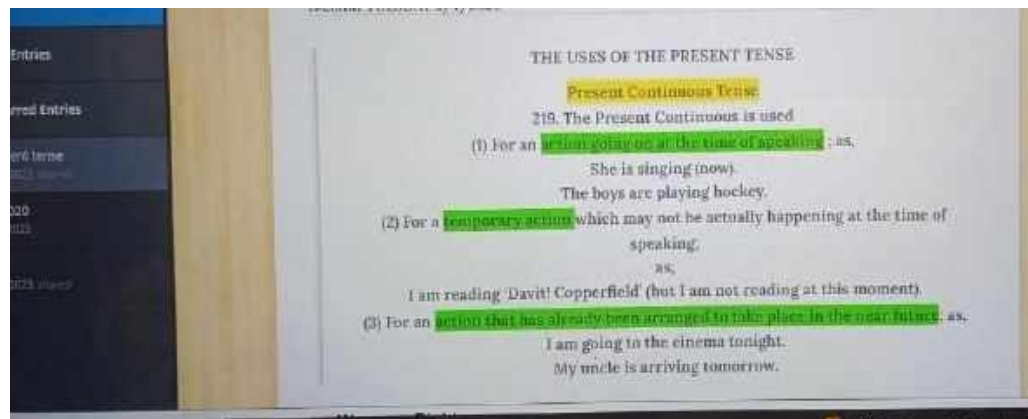 Entries
Entries
THE USES OF THE PRESENT TENSE
Present Continuous Tense
219. The Present Continuous is used
(1) For an action going on at the time of speaking ; as,
She is singing (now).
The boys are playing hockey.
(2) For a temporary action which may not be actually happening at the time of
speaking,
as,
I am reading 'Davit! Copperfield' (but I am not reading at this moment).
(3) For an action that has already been arranged to take place in the near future, as,
I am going to the cinema tonight.
My uncle is arriving tomorrow.